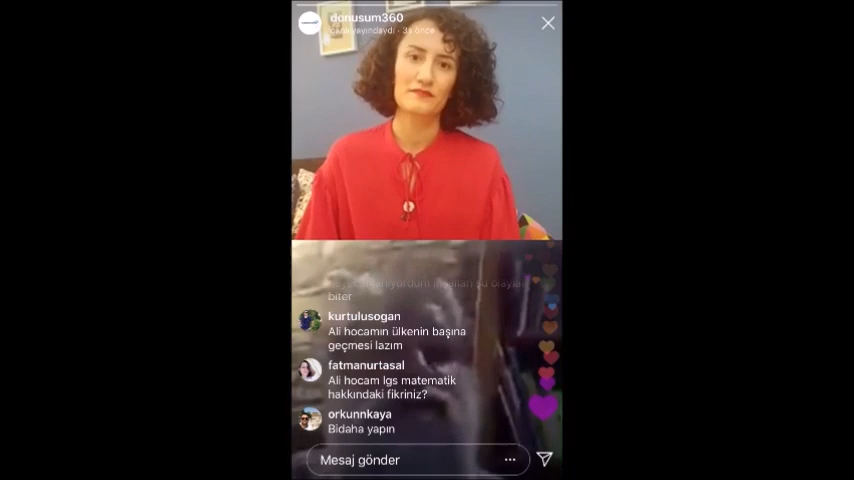 donusum360
canlı yayındaydı · 3s önce
biter
kurtulusogan
Ali hocamın ülkenin başına
geçmesi lazım
fatmanurtasal
Ali hocam lgs matematik
hakkındaki fikriniz?
orkunnkaya
Bidaha yapın
Mesaj gönder